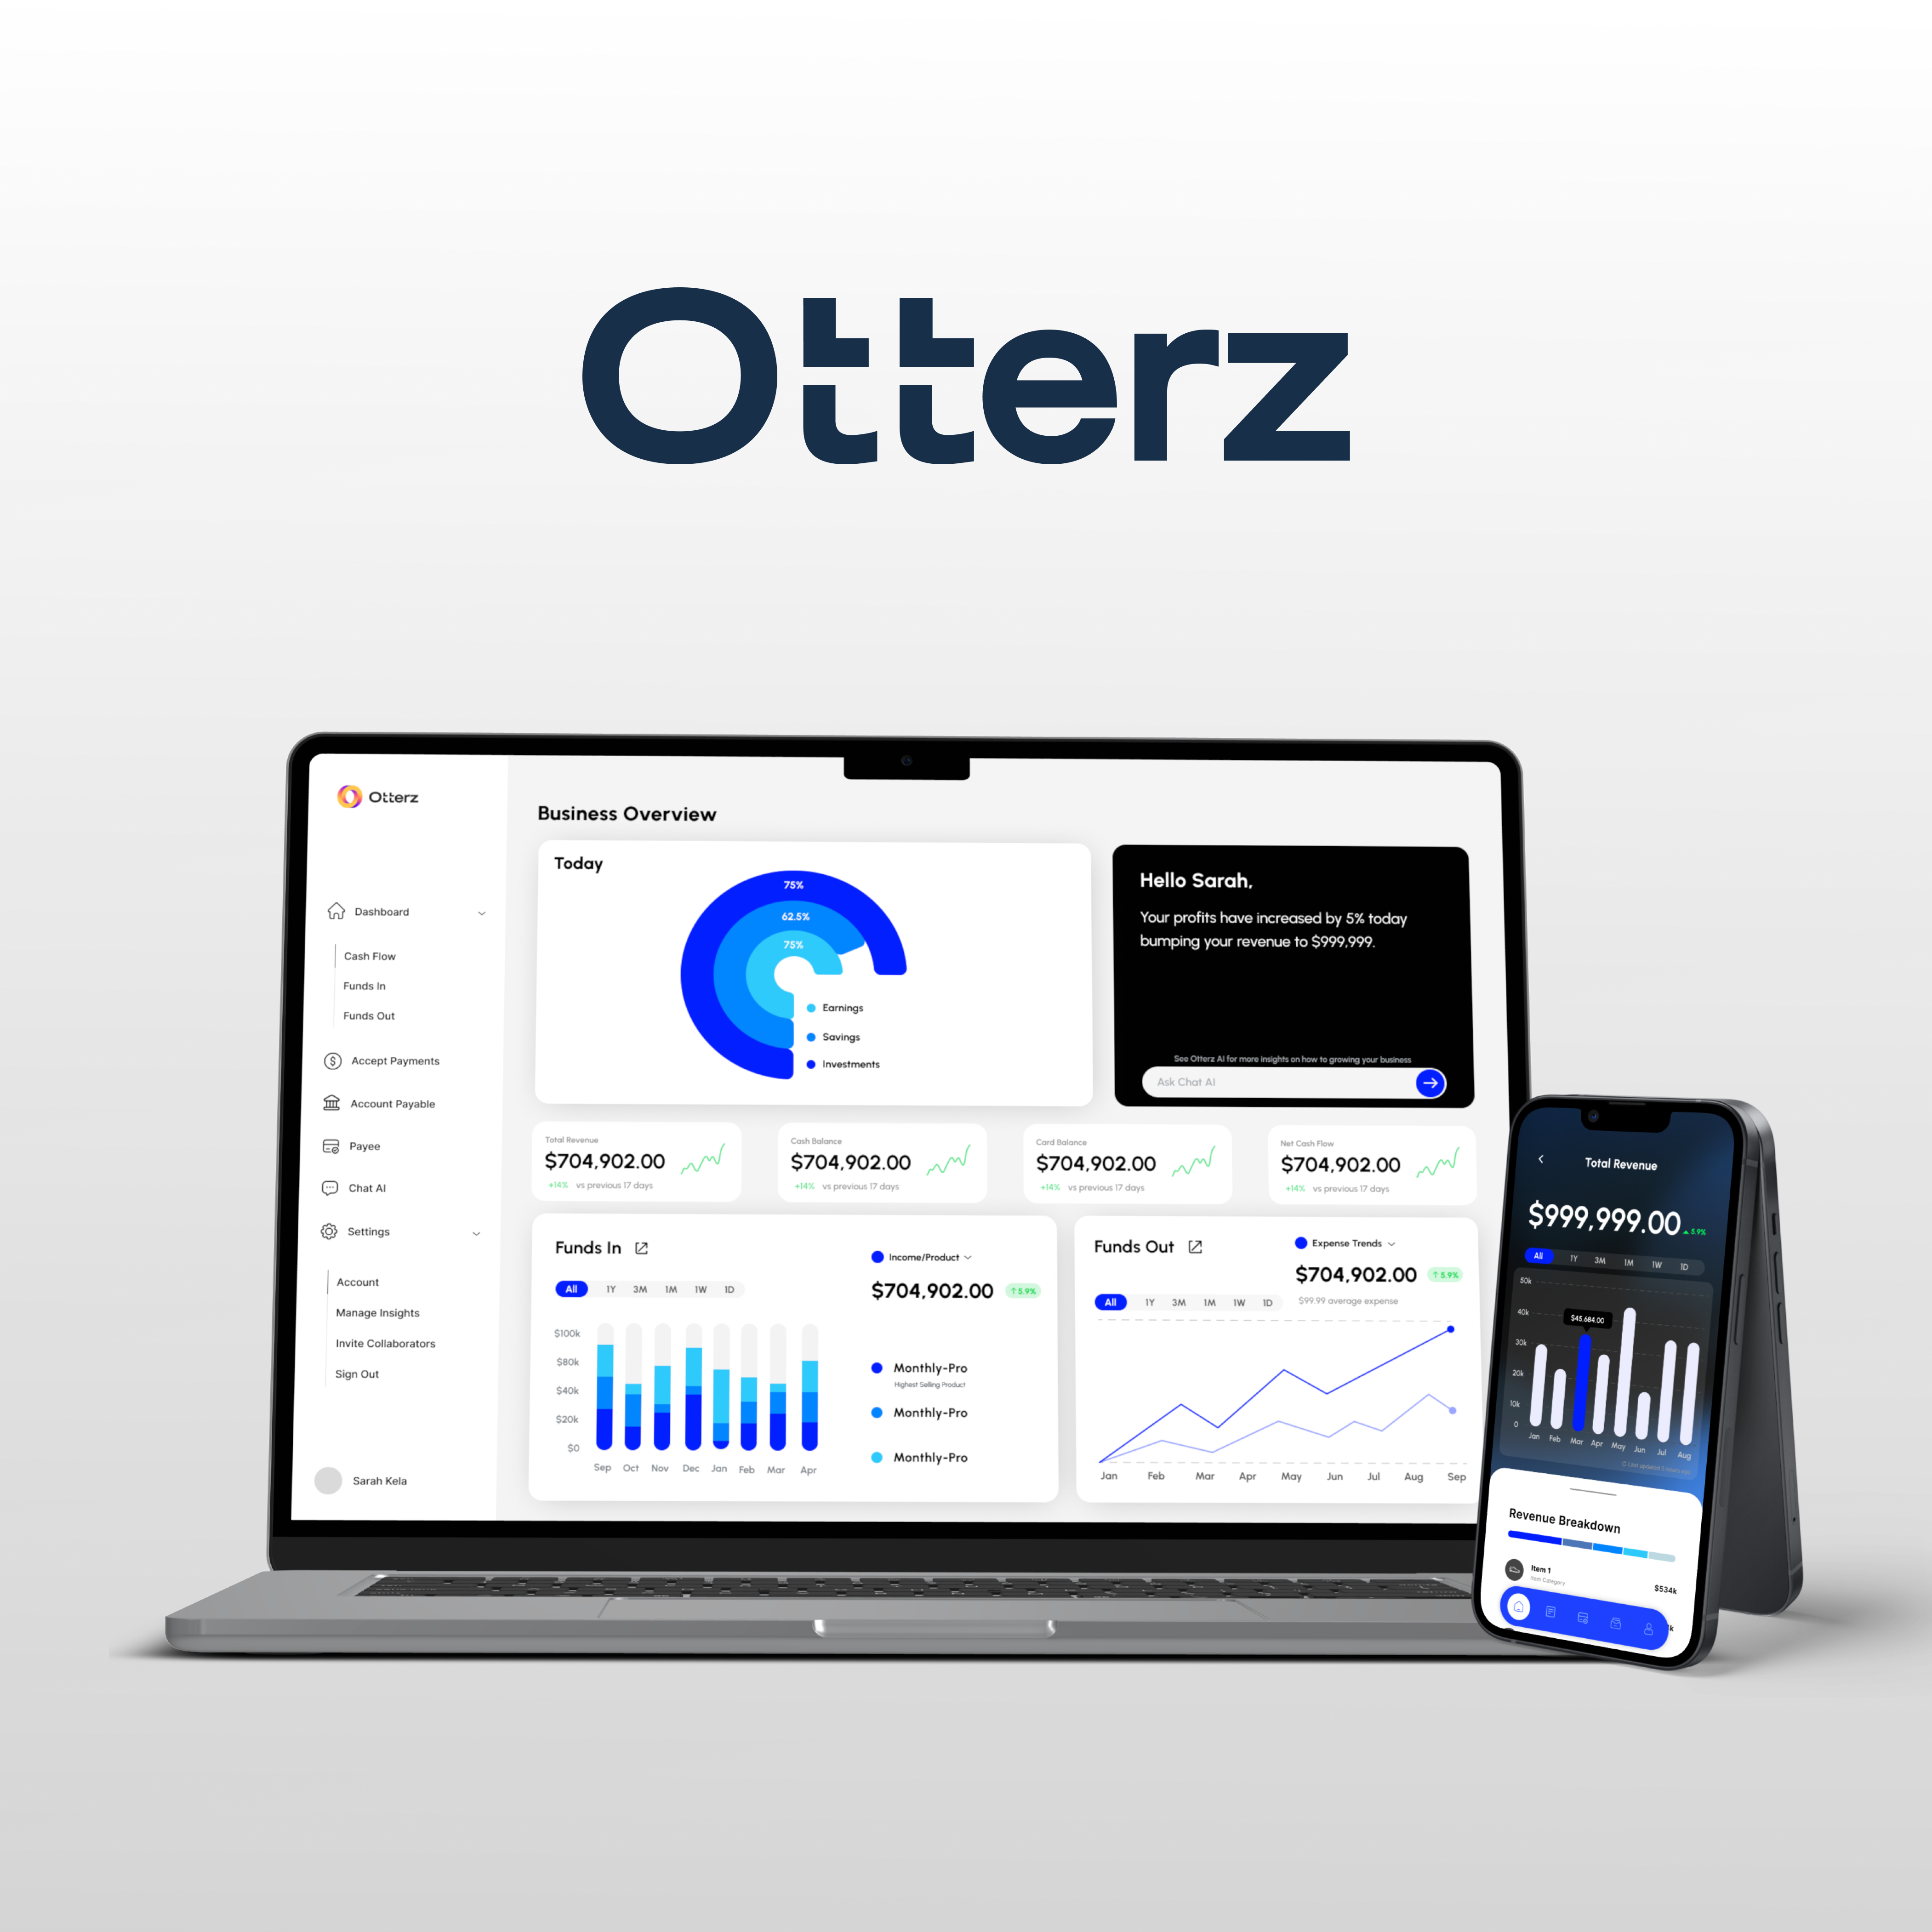 Otterz
Otterz
Dashboard
Cash Flow
Funds In
Funds Out
Accept Payments
Account Payable
Payee
Chat AI
Settings
Account
Manage Insights
Invite Collaborators
Sign Out
Sarah Kela
Business Overview
Today
75%
62.5%
75%
Earnings
Savings
Investments
Hello Sarah,
Your profits have increased by 5% today
bumping your revenue to $999,999.
See Otterz AI for more insights on how to growing your business
Ask Chat AI
Total Revenue
$704,902.00
+14% vs previous 17 days
Cash Balance
$704,902.00
+14% vs previous 17 days
Card Balance
$704,902.00
+14% vs previous 17 days
Net Cash Flow
$704,902.00
+14% vs previous 17 days
Funds In
All 1Y 3M 1M 1W 1D
Income/Product
$704,902.00 ↑5.9%
$100k
$80k
$40k
$20k
$0
Sep Oct Nov Dec Jan Feb Mar Apr
Monthly-Pro
Highest Selling Product
Monthly-Pro
Monthly-Pro
Funds Out
All 1Y 3M 1M 1W 1D
Expense Trends
$704,902.00 ↑5.9%
$99.99 average expense
Jan Feb Mar Apr May Jun Jul Aug Sep
Total Revenue
$999,999.00 5.9%
All 1Y 3M 1M 1W 1D
50k
40k
30k
20k
10k
0
$45,684.00
Jan Feb Mar Apr May Jun Jul Aug
Last updated 5 hours ago
Revenue Breakdown
Item 1
Item Category
$534k